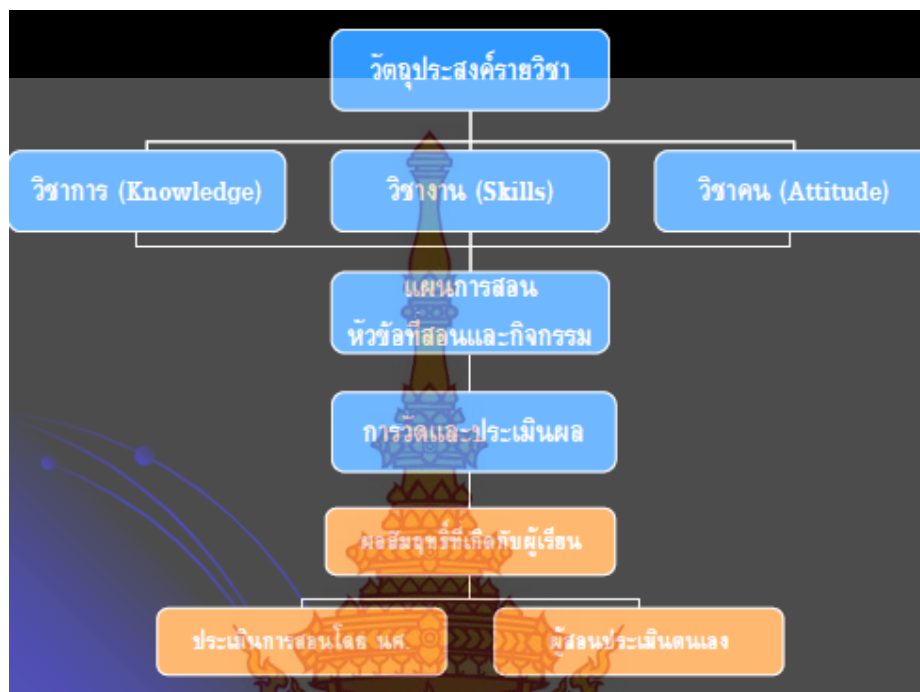 วัตถุประสงค์รายวิชา
วิชาการ (Knowledge)
วิชางาน (Skills)
วิชาคน (Attitude)
แผนการสอน
หัวข้อที่สอนและกิจกรรม
การวัดและประเมินผล
ผลสัมฤทธิ์ที่เกิดกับผู้เรียน
ประเมินการสอนโดย นศ.
ผู้สอนประเมินตนเอง